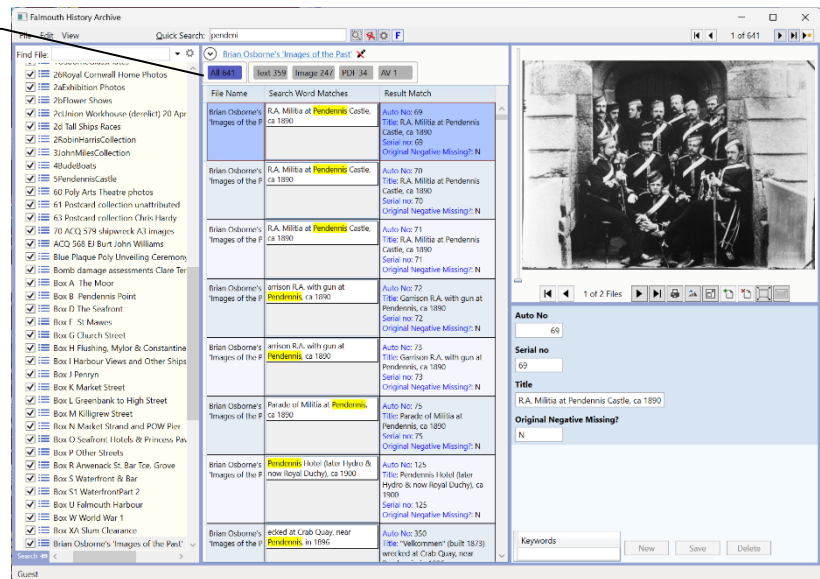 Falmouth History Archive
File Edit View
Quick Search: pendeni
F
1 of 641
Find File:
26Royal Cornwall Home Photos
2aExhibition Photos
2bFlower Shows
2cUnion Workhouse (derelict) 20 Apr
2d Tall Ships Races
2RobinHarrisCollection
3JohnMilesCollection
4BudeBoats
5PendennisCastle
60 Poly Arts Theatre photos
61 Postcard collection unattributed
63 Postcard collection Chris Hardy
70 ACQ 579 shipwreck A3 images
ACQ 568 EJ Burt John Williams
Blue Plaque Poly Unveiling Ceremony
Bomb damage assessments Clare Ter
Box A The Moor
Box B Pendennis Point
Box D The Seafront
Box F St Mawes
Box G Church Street
Box H Flushing, Mylor & Constantine
Box I Harbour Views and Other Ships
Box J Penryn
Box K Market Street
Box L Greenbank to High Street
Box M Killigrew Street
Box N Market Strand and POW Pier
Box O Seafront Hotels & Princess Pav
Box P Other Streets
Box R Arwenack St. Bar Tce. Grove
Box S Waterfront & Bar
Box S1 WaterfrontPart 2
Box U Falmouth Harbour
Box W World War 1
Box XA Slum Clearance
Brian Osborne's 'Images of the Past'
Search
Guest
Brian Osborne's 'Images of the Past'
All 641 Text 359 Image 247 PDF 34 AV 1
File Name Search Word Matches Result Match
Brian Osborne's
'Images of the P
R.A. Militia at Pendennis Castle,
ca 1890
Auto No: 69
Title: R.A. Militia at Pendennis
Castle, ca 1890
Serial no: 69
Original Negative Missing?: N
Brian Osborne's
'Images of the P
R.A. Militia at Pendennis Castle,
ca 1890
Auto No: 70
Title: R.A. Militia at Pendennis
Castle, ca 1890
Serial no: 70
Original Negative Missing?: N
Brian Osborne's
'Images of the P
R.A. Militia at Pendennis Castle,
ca 1890
Auto No: 71
Title: R.A. Militia at Pendennis
Castle, ca 1890
Serial no: 71
Original Negative Missing?: N
Brian Osborne's
'Images of the P
arrison R.A. with gun at
Pendennis, ca 1890
Auto No: 72
Title: Garrison R.A. with gun at
Pendennis, ca 1890
Serial no: 72
Original Negative Missing?: N
Brian Osborne's
'Images of the P
arrison R.A. with gun at
Pendennis, ca 1890
Auto No: 73
Title: Garrison R.A. with gun at
Pendennis, ca 1890
Serial no: 73
Original Negative Missing?: N
Brian Osborne's
'Images of the P
Parade of Militia at Pendennis,
ca 1890
Auto No: 75
Title: Parade of Militia at
Pendennis, ca 1890
Serial no: 75
Original Negative Missing?: N
Brian Osborne's
'Images of the P
Pendennis Hotel (later Hydro &
now Royal Duchy), ca 1900
Auto No: 125
Title: Pendennis Hotel (later
Hydro & now Royal Duchy), ca
1900
Serial no: 125
Original Negative Missing?: N
Brian Osborne's
'Images of the P
ecked at Crab Quay, near
Pendennis, in 1896
Auto No: 350
Title: "Velkommen" (built 1873)
wrecked at Crab Quay, near
1 of 2 Files
Auto No
69
Serial no
69
Title
R.A. Militia at Pendennis Castle, ca 1890
Original Negative Missing?
N
Keywords
New Save Delete